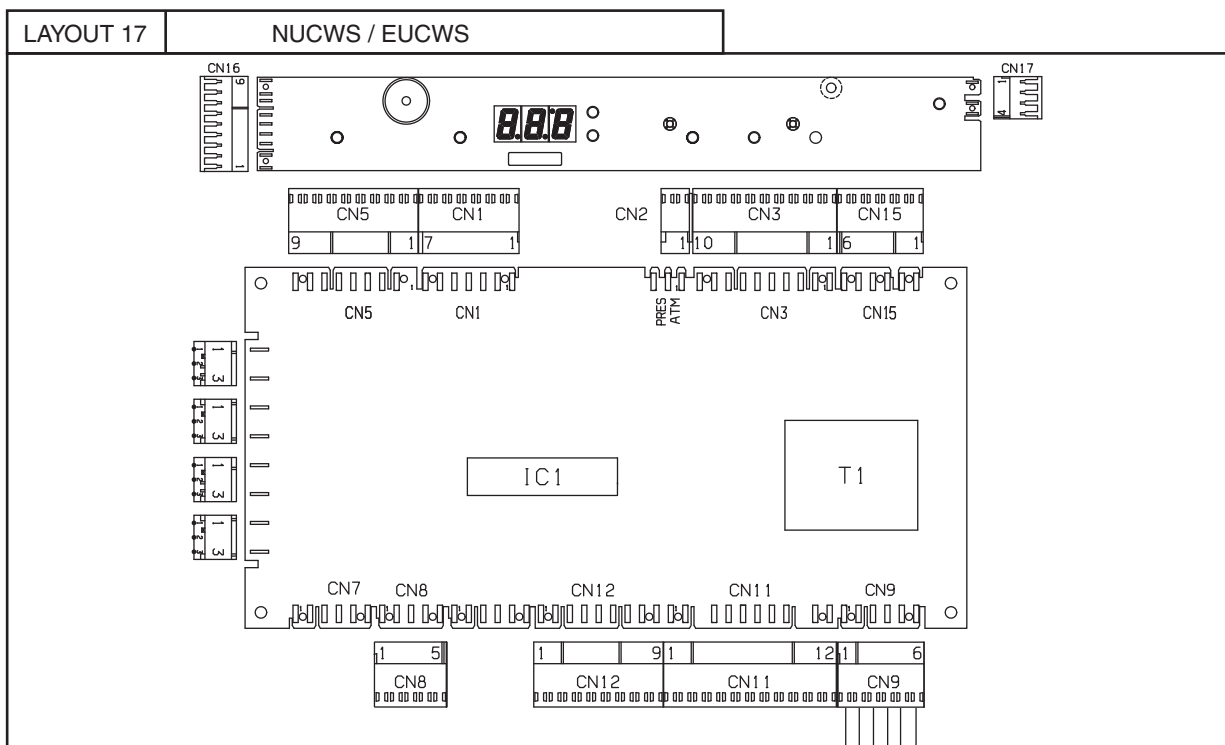 LAYOUT 17 NUCWS / EUCWS
CN16 CN17
9 1
1 4
8.8.8
CN5 CN1 CN2 CN3 CN15
9 1 7 1 1 10 1 6 1
CN5 CN1 PRES ATM CN3 CN15
1 3
1 3
1 3
1 3
IC1 T1
CN7 CN8 CN12 CN11 CN9
1 5 1 9 1 12 1 6
CN8 CN12 CN11 CN9